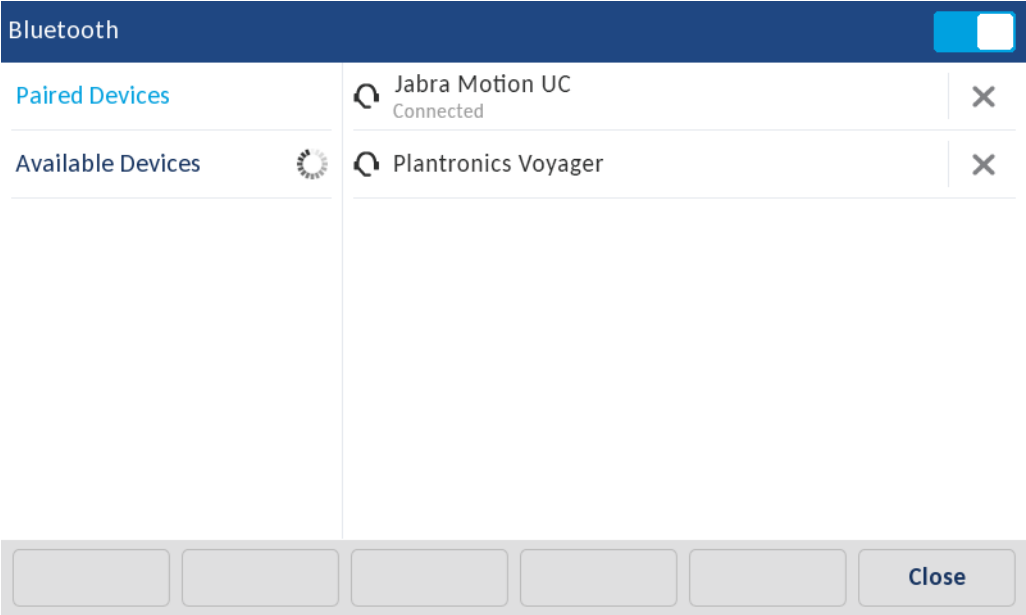 Bluetooth
Paired Devices
Available Devices
Jabra Motion UC
Connected
Plantronics Voyager
Close